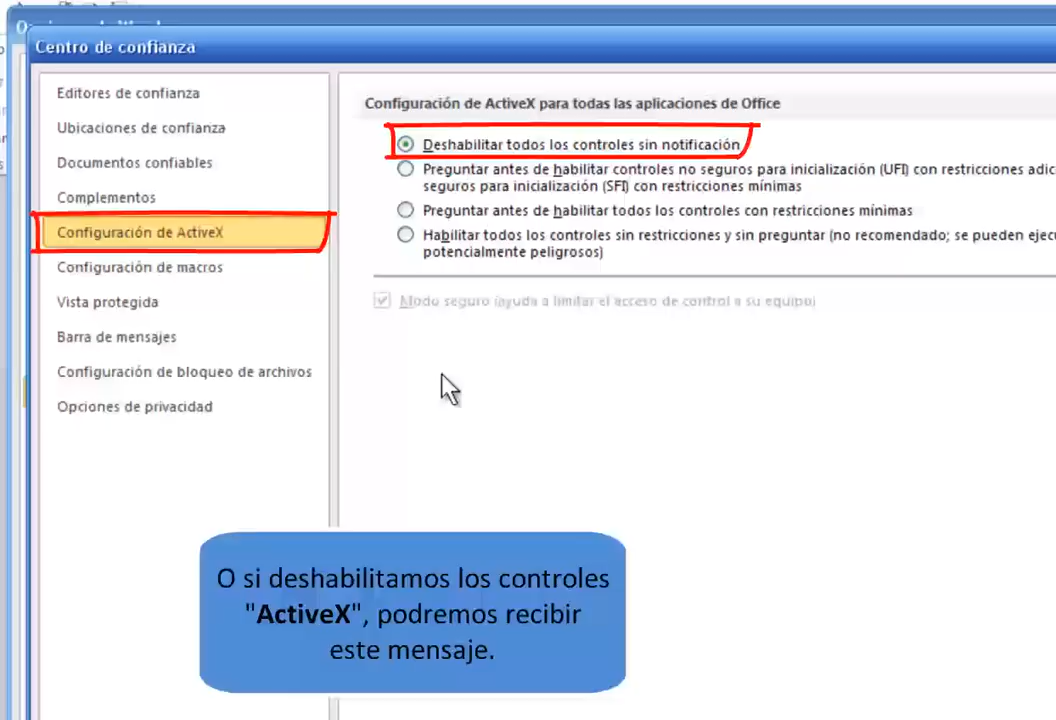 Centro de confianza
Editores de confianza
Ubicaciones de confianza
Documentos confiables
Complementos
Configuración de ActiveX
Configuración de macros
Vista protegida
Barra de mensajes
Configuración de bloqueo de archivos
Opciones de privacidad
Configuración de ActiveX para todas las aplicaciones de Office
Deshabilitar todos los controles sin notificación
Preguntar antes de habilitar controles no seguros para inicialización (UFI) con restricciones
seguros para inicialización (SFI) con restricciones mínimas
Preguntar antes de habilitar todos los controles con restricciones mínimas
Habilitar todos los controles sin restricciones y sin preguntar (no recomendado; se pueden
potencialmente peligrosos)
Modo seguro (ayuda a limitar el acceso de control a su equipo)
O si deshabilitamos los controles
"ActiveX", podremos recibir
este mensaje.